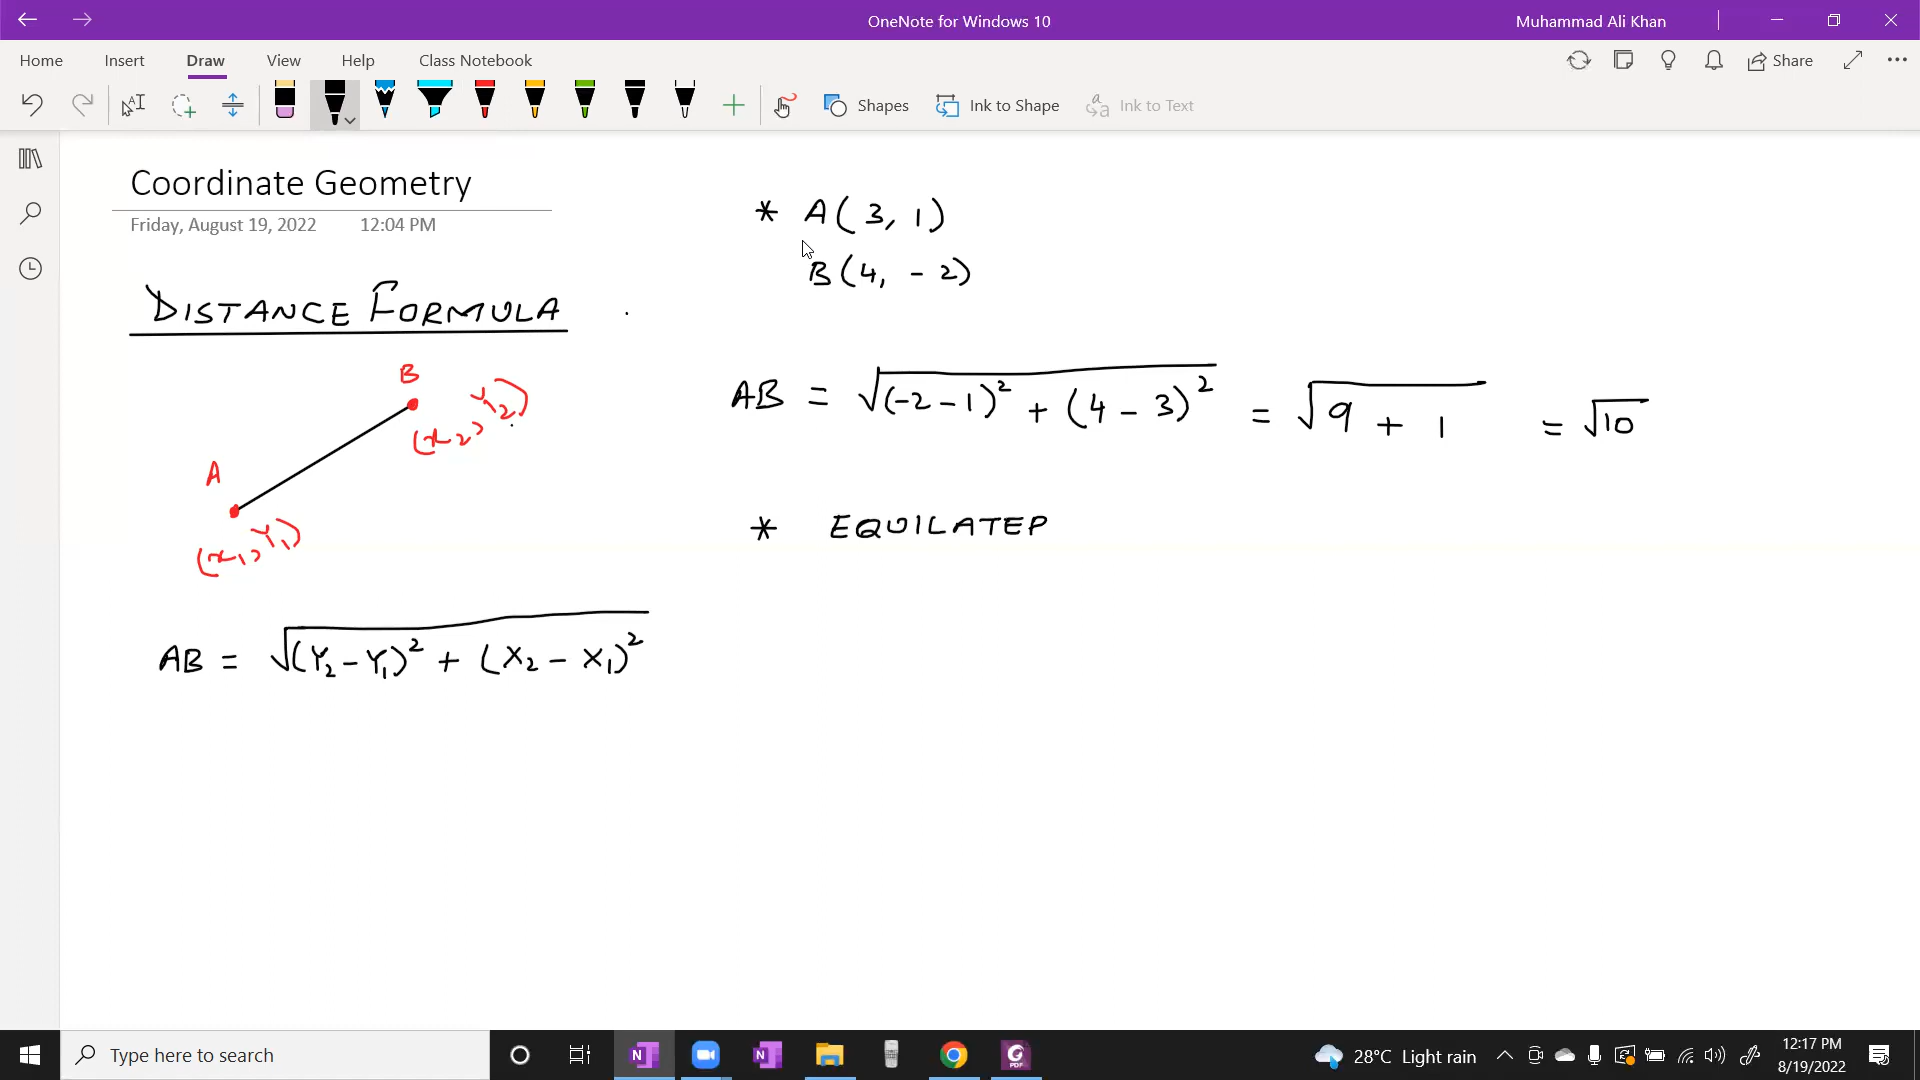 OneNote for Windows 10
Muhammad Ali Khan
Home Insert Draw View Help Class Notebook
Share
Shapes Ink to Shape Ink to Text
Coordinate Geometry
Friday, August 19, 2022 12:04 PM
DISTANCE FORMULA
B
(x₂, Y₂)
A
(x₁, Y₁)
AB = √((Y₂ - Y₁)² + (X₂ - X₁)²)
* A(3, 1)
B(4, -2)
AB = √((-2-1)² + (4-3)²) = √(9 + 1) = √10
* EQUILATEP
Type here to search
28°C Light rain
12:17 PM
8/19/2022